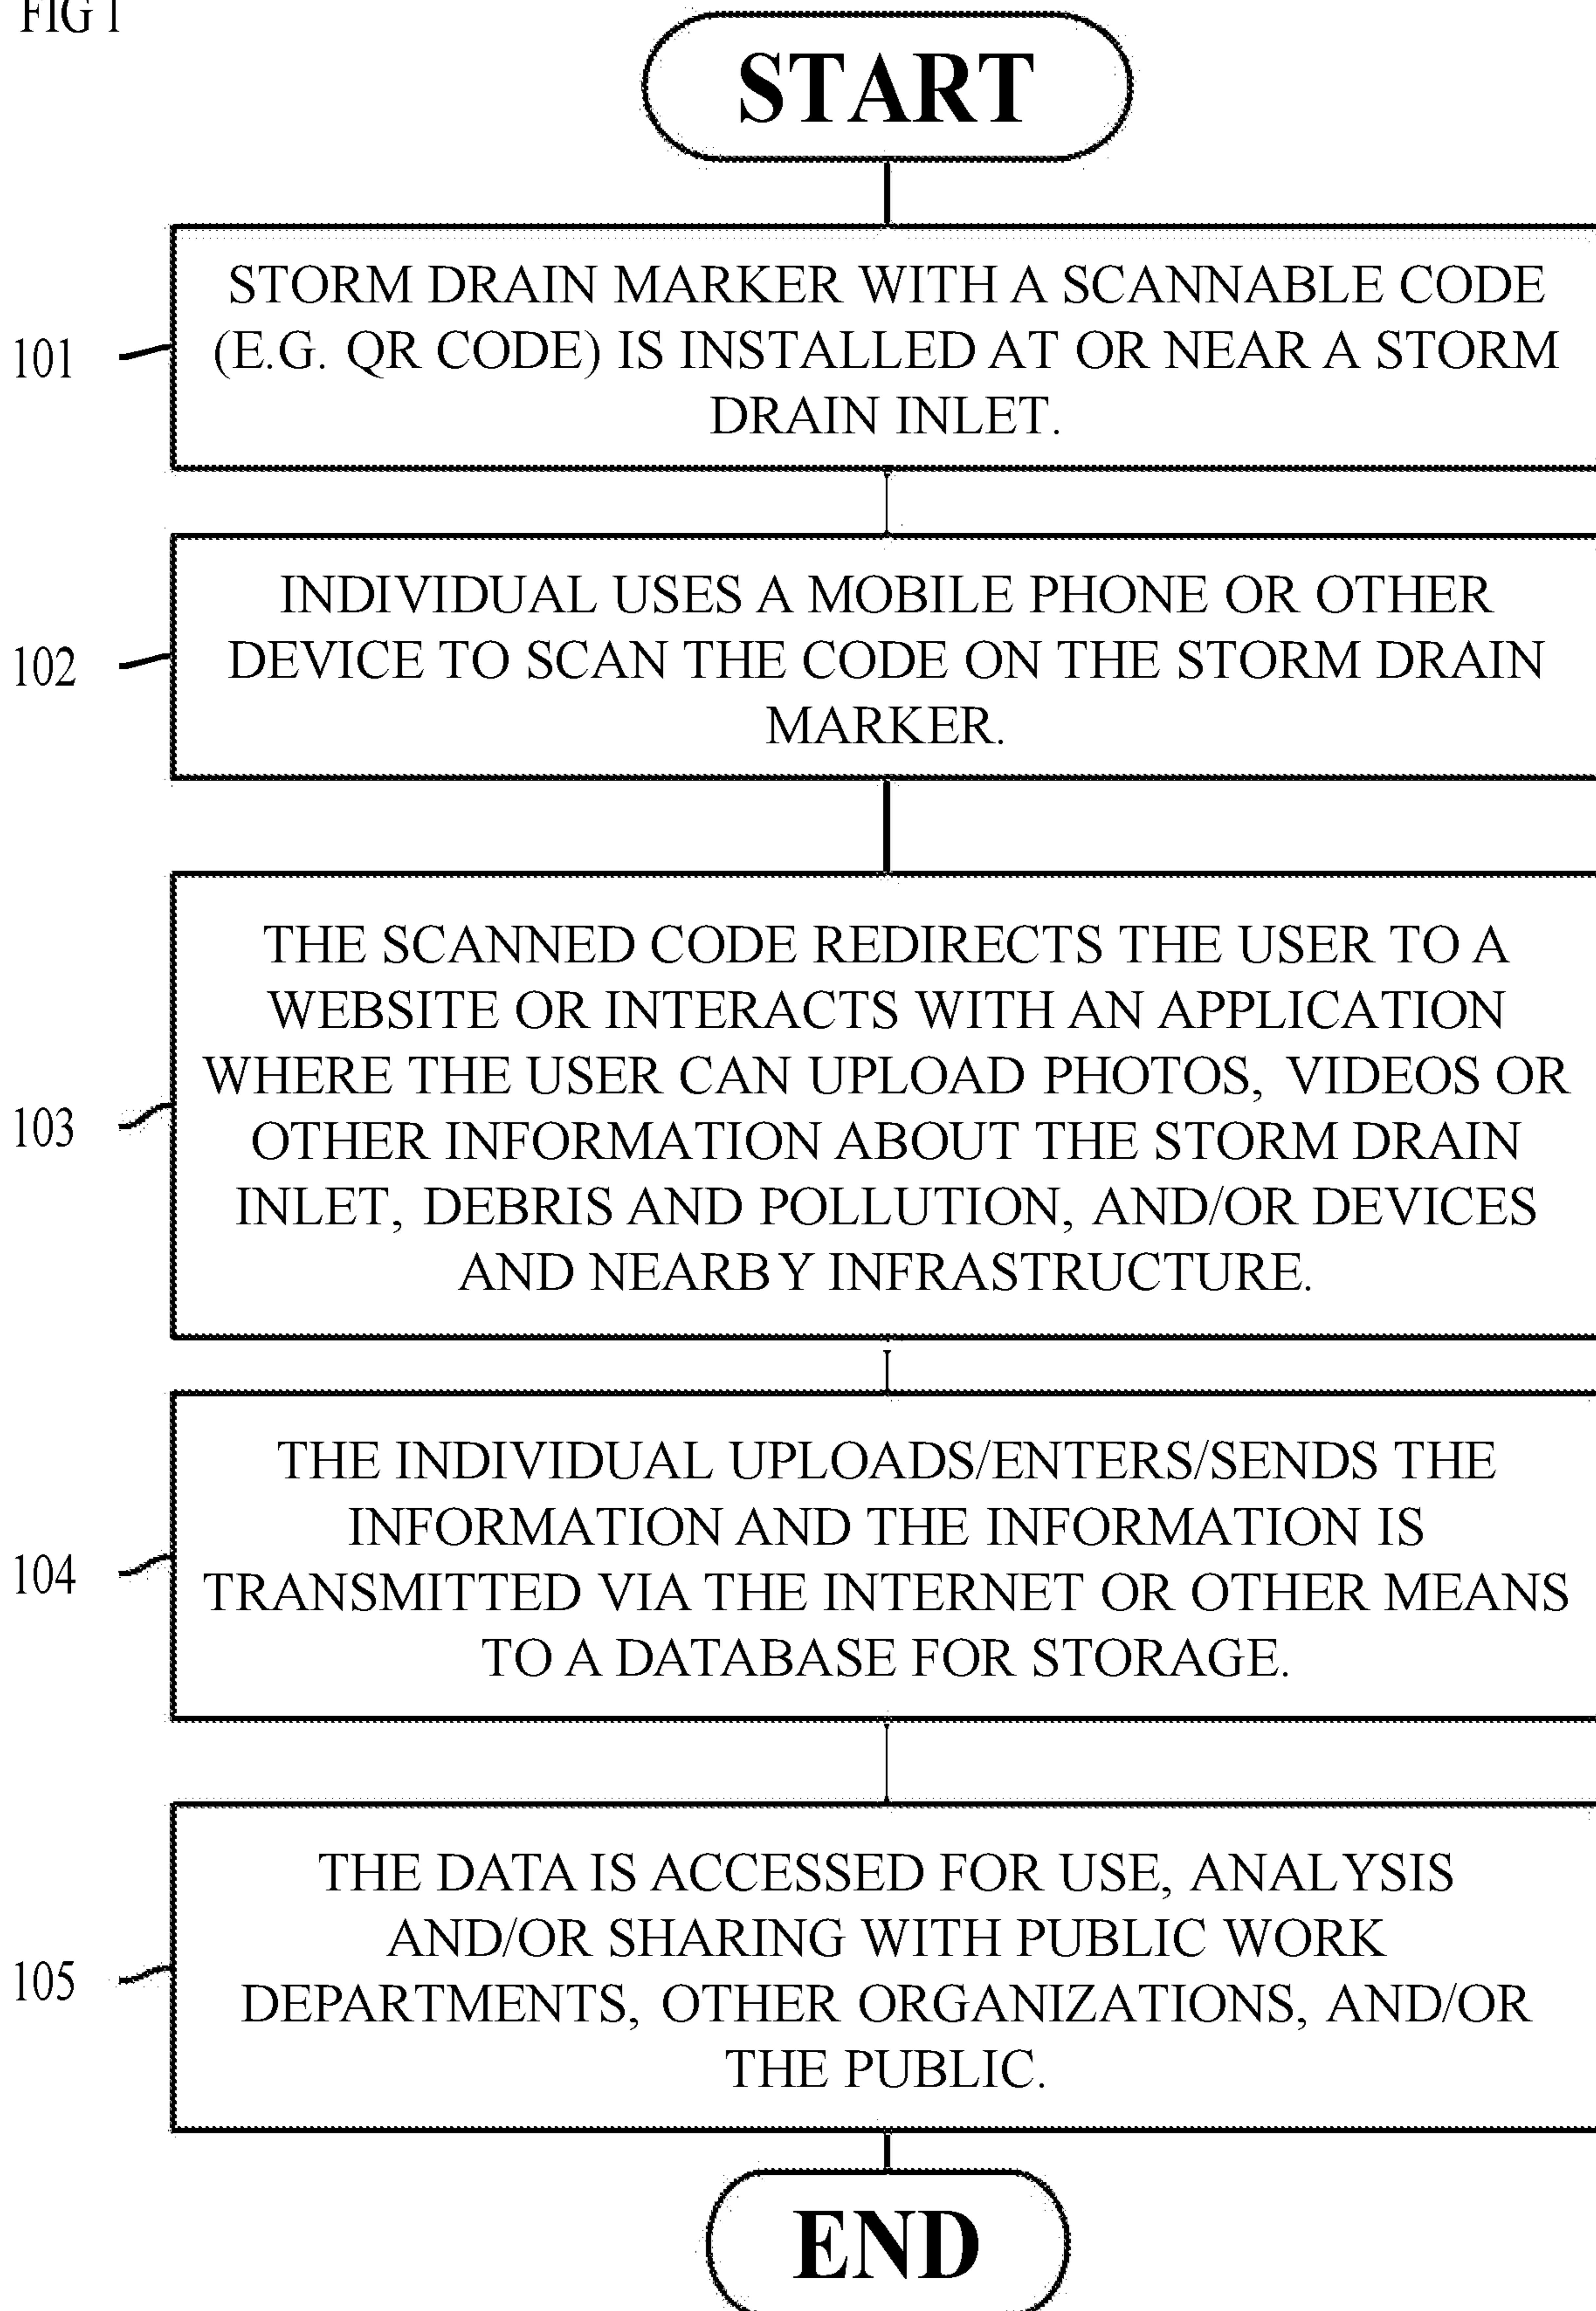 FIG 1
START
STORM DRAIN MARKER WITH A SCANNABLE CODE
(E.G. QR CODE) IS INSTALLED AT OR NEAR A STORM
DRAIN INLET.
101
INDIVIDUAL USES A MOBILE PHONE OR OTHER
DEVICE TO SCAN THE CODE ON THE STORM DRAIN
MARKER.
102
THE SCANNED CODE REDIRECTS THE USER TO A
WEBSITE OR INTERACTS WITH AN APPLICATION
WHERE THE USER CAN UPLOAD PHOTOS, VIDEOS OR
OTHER INFORMATION ABOUT THE STORM DRAIN
INLET, DEBRIS AND POLLUTION, AND/OR DEVICES
AND NEARBY INFRASTRUCTURE.
103
THE INDIVIDUAL UPLOADS/ENTERS/SENDS THE
INFORMATION AND THE INFORMATION IS
TRANSMITTED VIA THE INTERNET OR OTHER MEANS
TO A DATABASE FOR STORAGE.
104
THE DATA IS ACCESSED FOR USE, ANALYSIS
AND/OR SHARING WITH PUBLIC WORK
DEPARTMENTS, OTHER ORGANIZATIONS, AND/OR
THE PUBLIC.
105
END